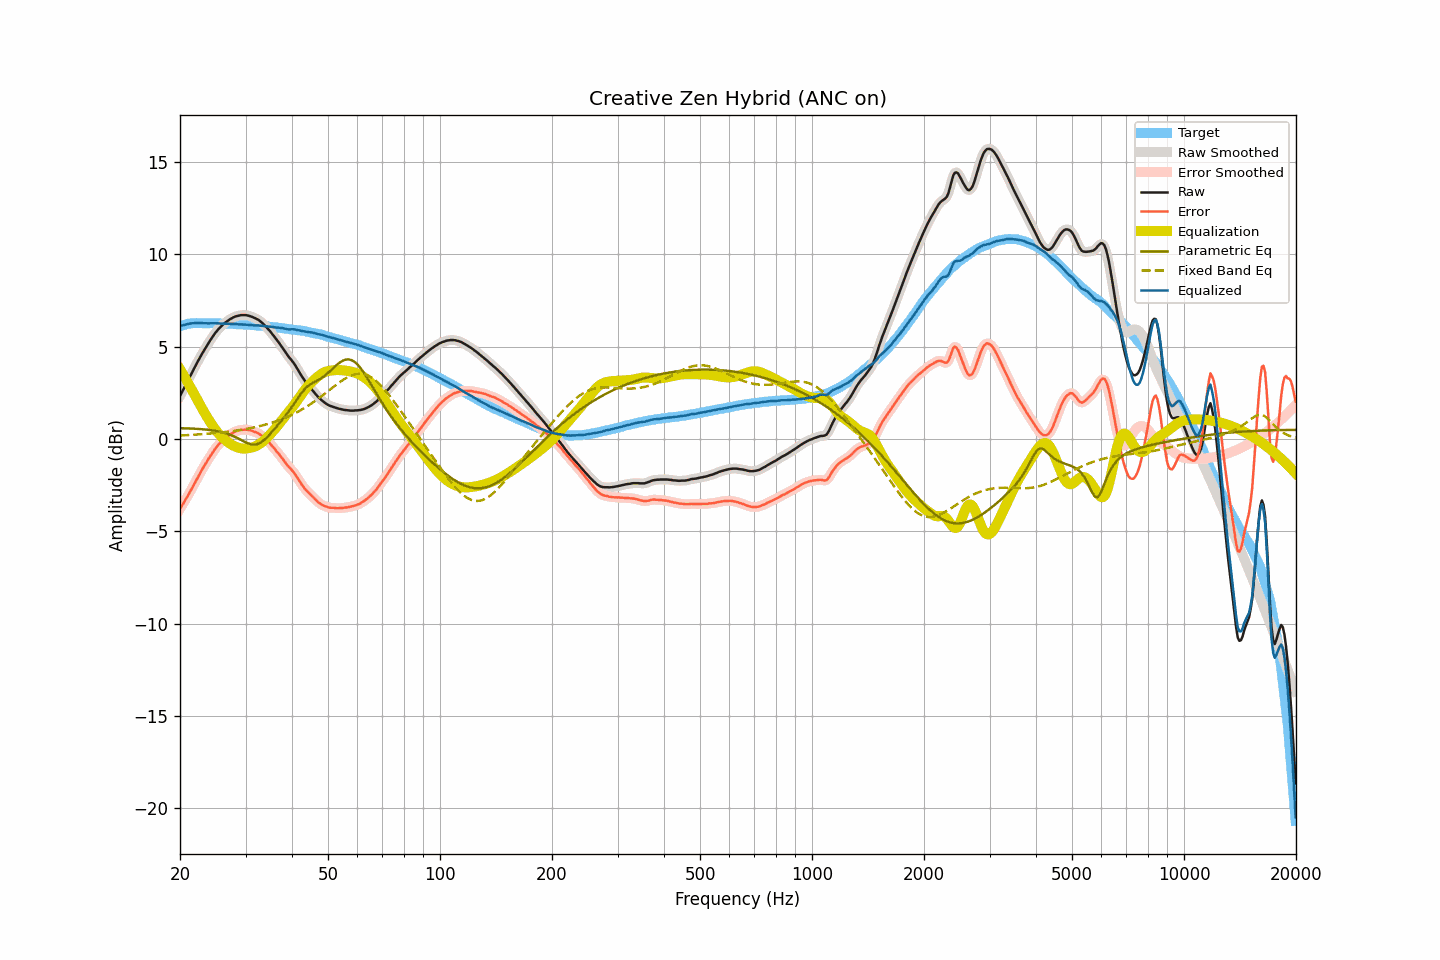 Creative Zen Hybrid (ANC on)
Target
Raw Smoothed
Error Smoothed
Raw
Error
Equalization
Parametric Eq
Fixed Band Eq
Equalized
Amplitude (dBr)
15
10
5
0
−5
−10
−15
−20
20 50 100 200 500 1000 2000 5000 10000 20000
Frequency (Hz)